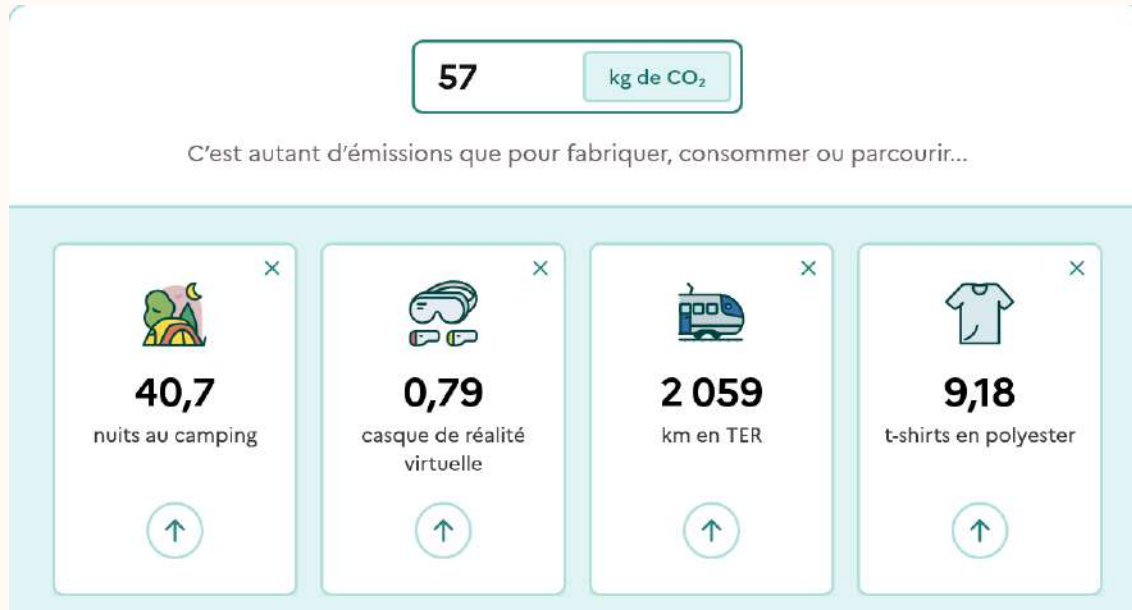 57
kg de CO₂
C'est autant d'émissions que pour fabriquer, consommer ou parcourir...
40,7
nuits au camping
0,79
casque de réalité
virtuelle
2 059
km en TER
9,18
t-shirts en polyester